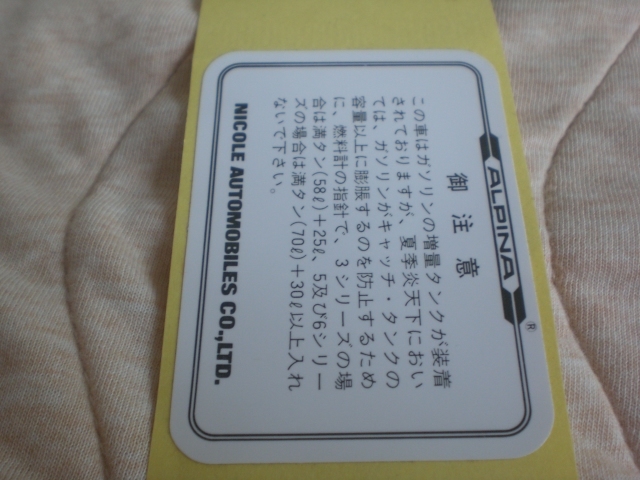 ALPINA®
御注意
この車はガソリンの増量タンクが装着
されておりますが、夏季炎天下におい
ては、ガソリンがキャッチ・タンクの
容量以上に膨脹するのを防止するため
に、燃料計の指針で、3シリーズの場
合は満タン(58ℓ)+25ℓ、5及び6シリー
ズの場合は満タン(70ℓ)+30ℓ以上入れ
ないで下さい。
NICOLE AUTOMOBILES CO.,LTD.